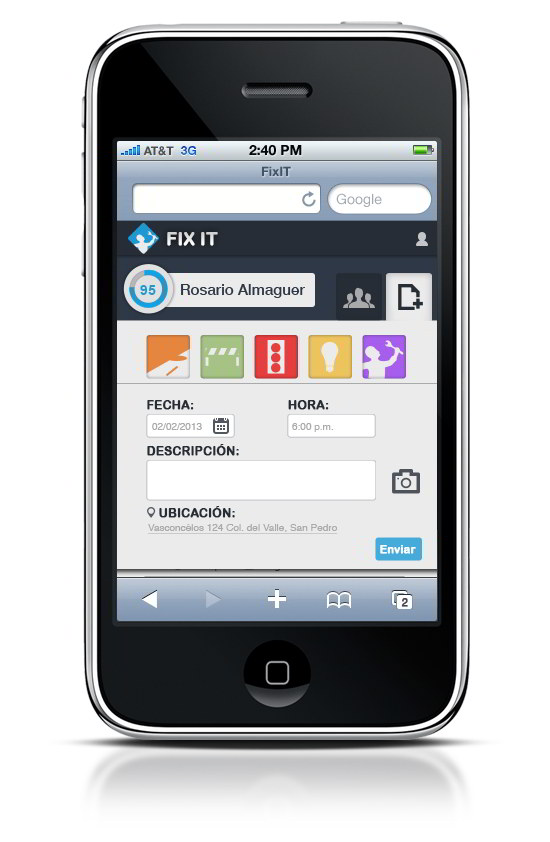 AT&T 3G 2:40 PM
FixIT
Google
FIX IT
95 Rosario Almaguer
FECHA: HORA:
02/02/2013 6:00 p.m.
DESCRIPCIÓN:
UBICACIÓN:
Vasconcèlos 124 Col. del Valle, San Pedro
Enviar
2